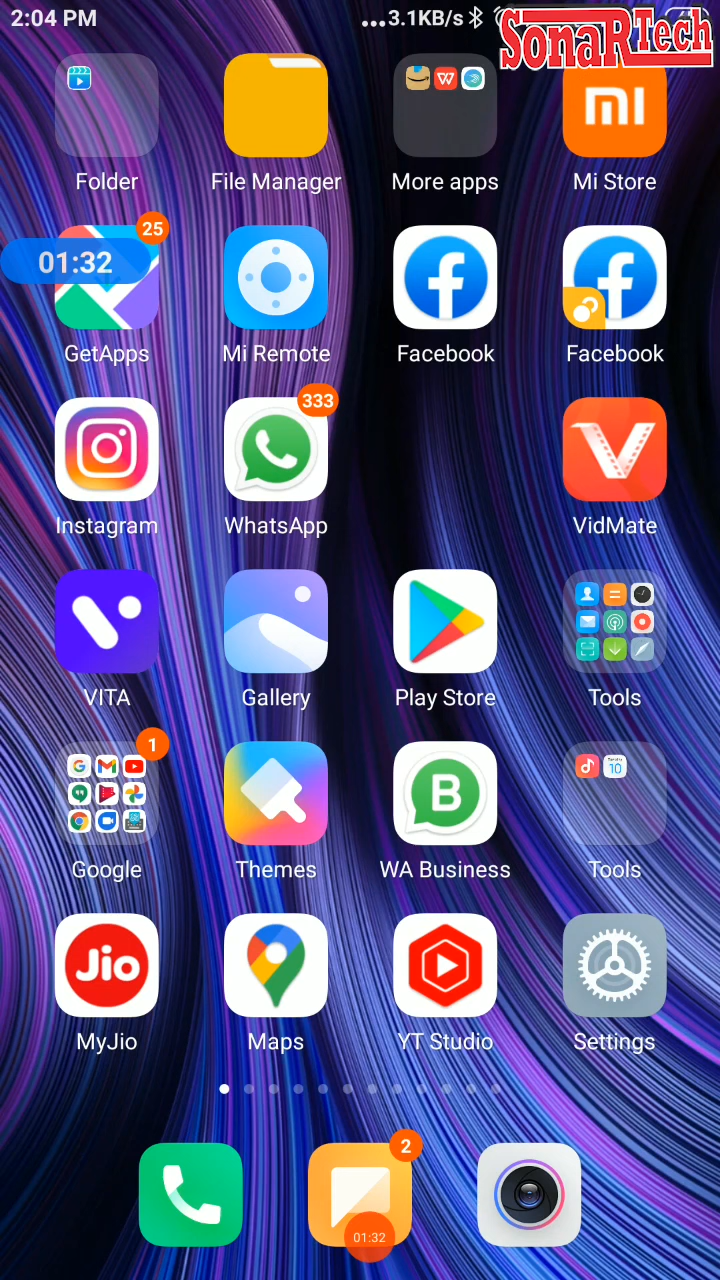 2:04 PM
...3.1KB/s
SonarTech
mi
Folder
File Manager
More apps
Mi Store
25
01:32
GetApps
Mi Remote
Facebook
Facebook
333
Instagram
WhatsApp
VidMate
VITA
Gallery
Play Store
Tools
1
B
10
Google
Themes
WA Business
Tools
Jio
MyJio
Maps
YT Studio
Settings
2
01:32